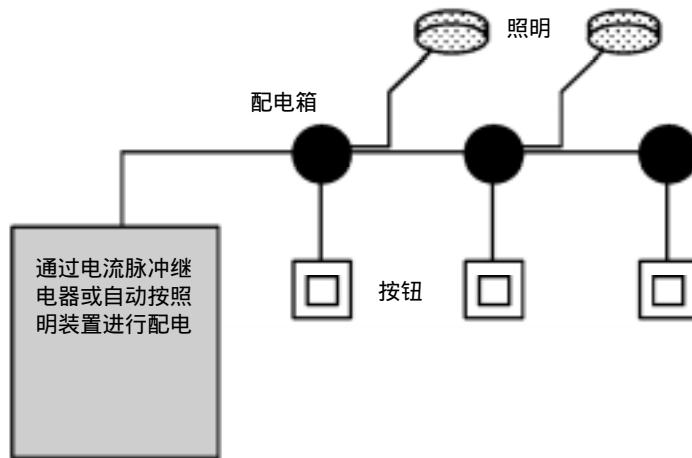 照明
配电箱
通过电流脉冲继
电器或自动按照
明装置进行配电
按钮